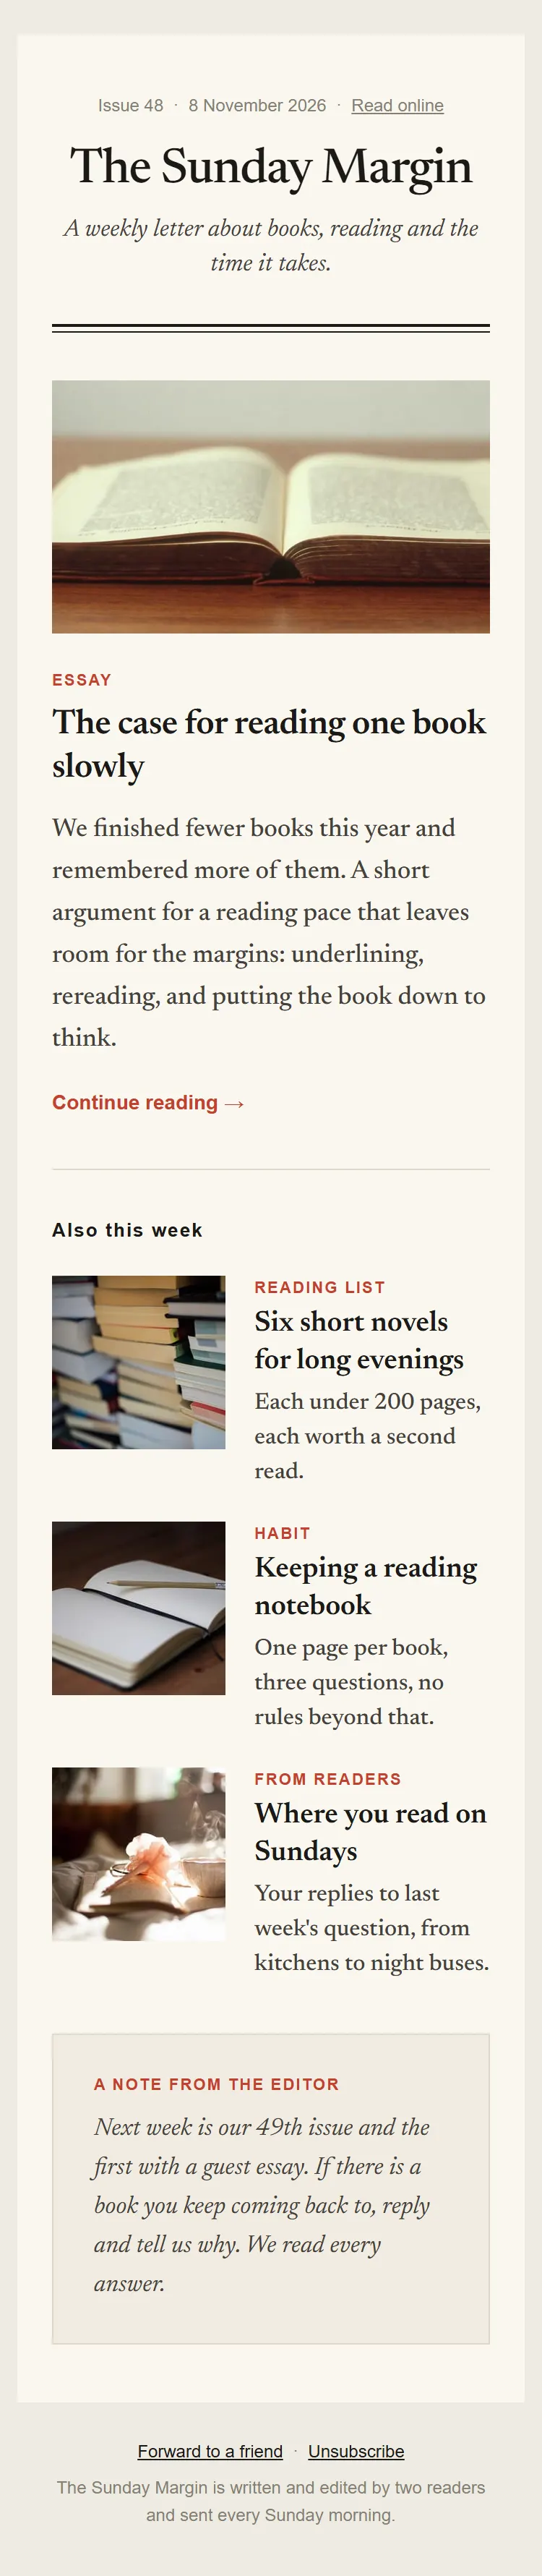 Issue 48 · 8 November 2026 · Read online
The Sunday Margin
A weekly letter about books, reading and the
time it takes.
ESSAY
The case for reading one book
slowly
We finished fewer books this year and
remembered more of them. A short
argument for a reading pace that leaves
room for the margins: underlining,
rereading, and putting the book down to
think.
Continue reading →
Also this week
READING LIST
Six short novels
for long evenings
Each under 200 pages,
each worth a second
read.
HABIT
Keeping a reading
notebook
One page per book,
three questions, no
rules beyond that.
FROM READERS
Where you read on
Sundays
Your replies to last
week's question, from
kitchens to night buses.
A NOTE FROM THE EDITOR
Next week is our 49th issue and the
first with a guest essay. If there is a
book you keep coming back to, reply
and tell us why. We read every
answer.
Forward to a friend · Unsubscribe
The Sunday Margin is written and edited by two readers
and sent every Sunday morning.